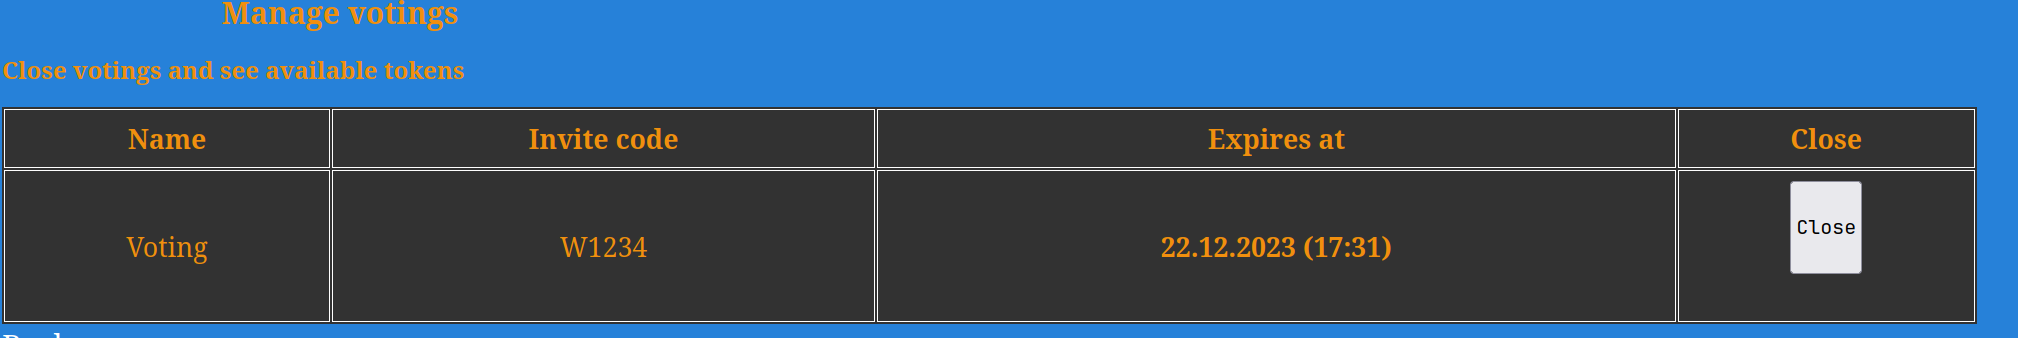 Manage votings
Close votings and see available tokens
Name Invite code Expires at Close
Voting W1234 22.12.2023 (17:31) Close